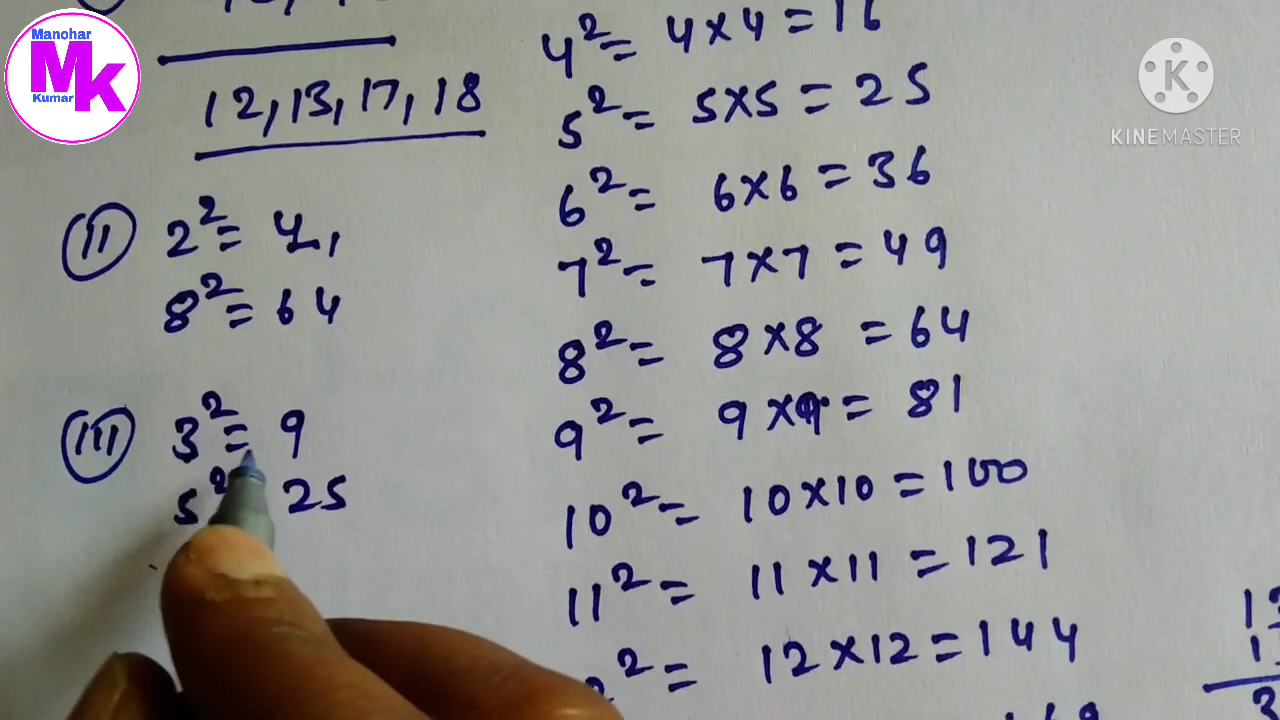 Manohar
MK
Kumar
K
KINEMASTER
12, 13, 17, 18
(II) 2² = 4,
8² = 64
(III) 3² = 9
5² 25
4² = 4×4 = 16
5² = 5×5 = 25
6² = 6×6 = 36
7² = 7×7 = 49
8² = 8×8 = 64
9² = 9×9 = 81
10² = 10×10 = 100
11² = 11×11 = 121
2² = 12×12 = 144